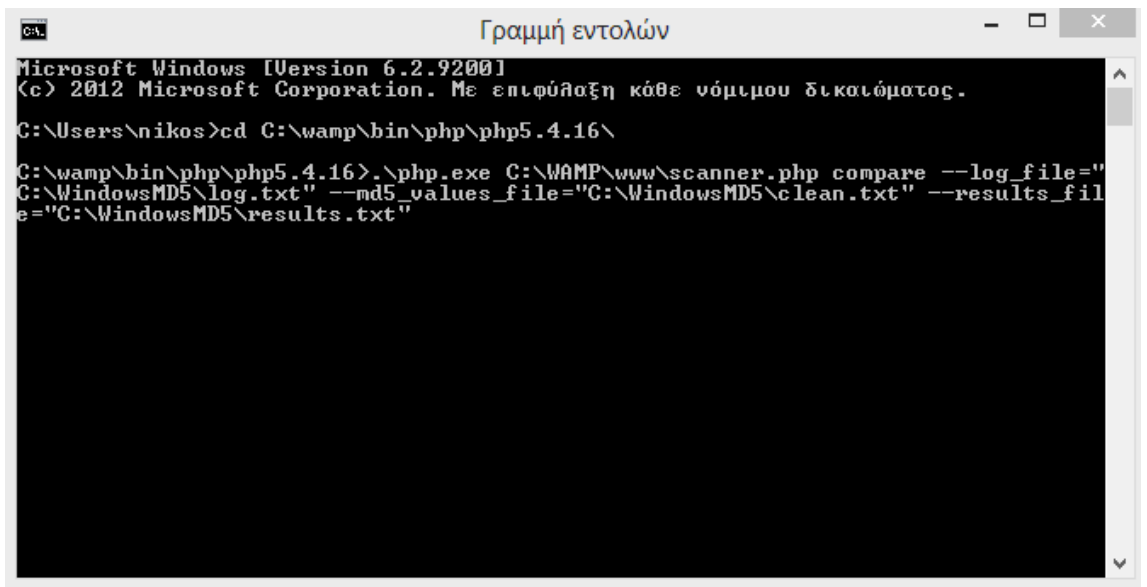 C:\.
Γραμμή εντολών
Microsoft Windows [Version 6.2.9200]
(c) 2012 Microsoft Corporation. Με επιφύλαξη κάθε νόμιμου δικαιώματος.
C:\Users\nikos>cd C:\wamp\bin\php\php5.4.16\
C:\wamp\bin\php\php5.4.16>.\php.exe C:\WAMP\www\scanner.php compare --log_file="
C:\WindowsMD5\log.txt" --md5_values_file="C:\WindowsMD5\clean.txt" --results_fil
e="C:\WindowsMD5\results.txt"